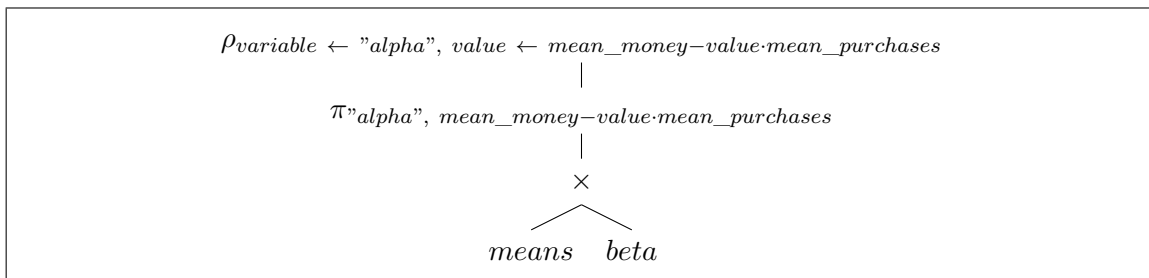 ρvariable ← ”alpha”, value ← mean_money−value·mean_purchases
π”alpha”, mean_money−value·mean_purchases
×
means beta